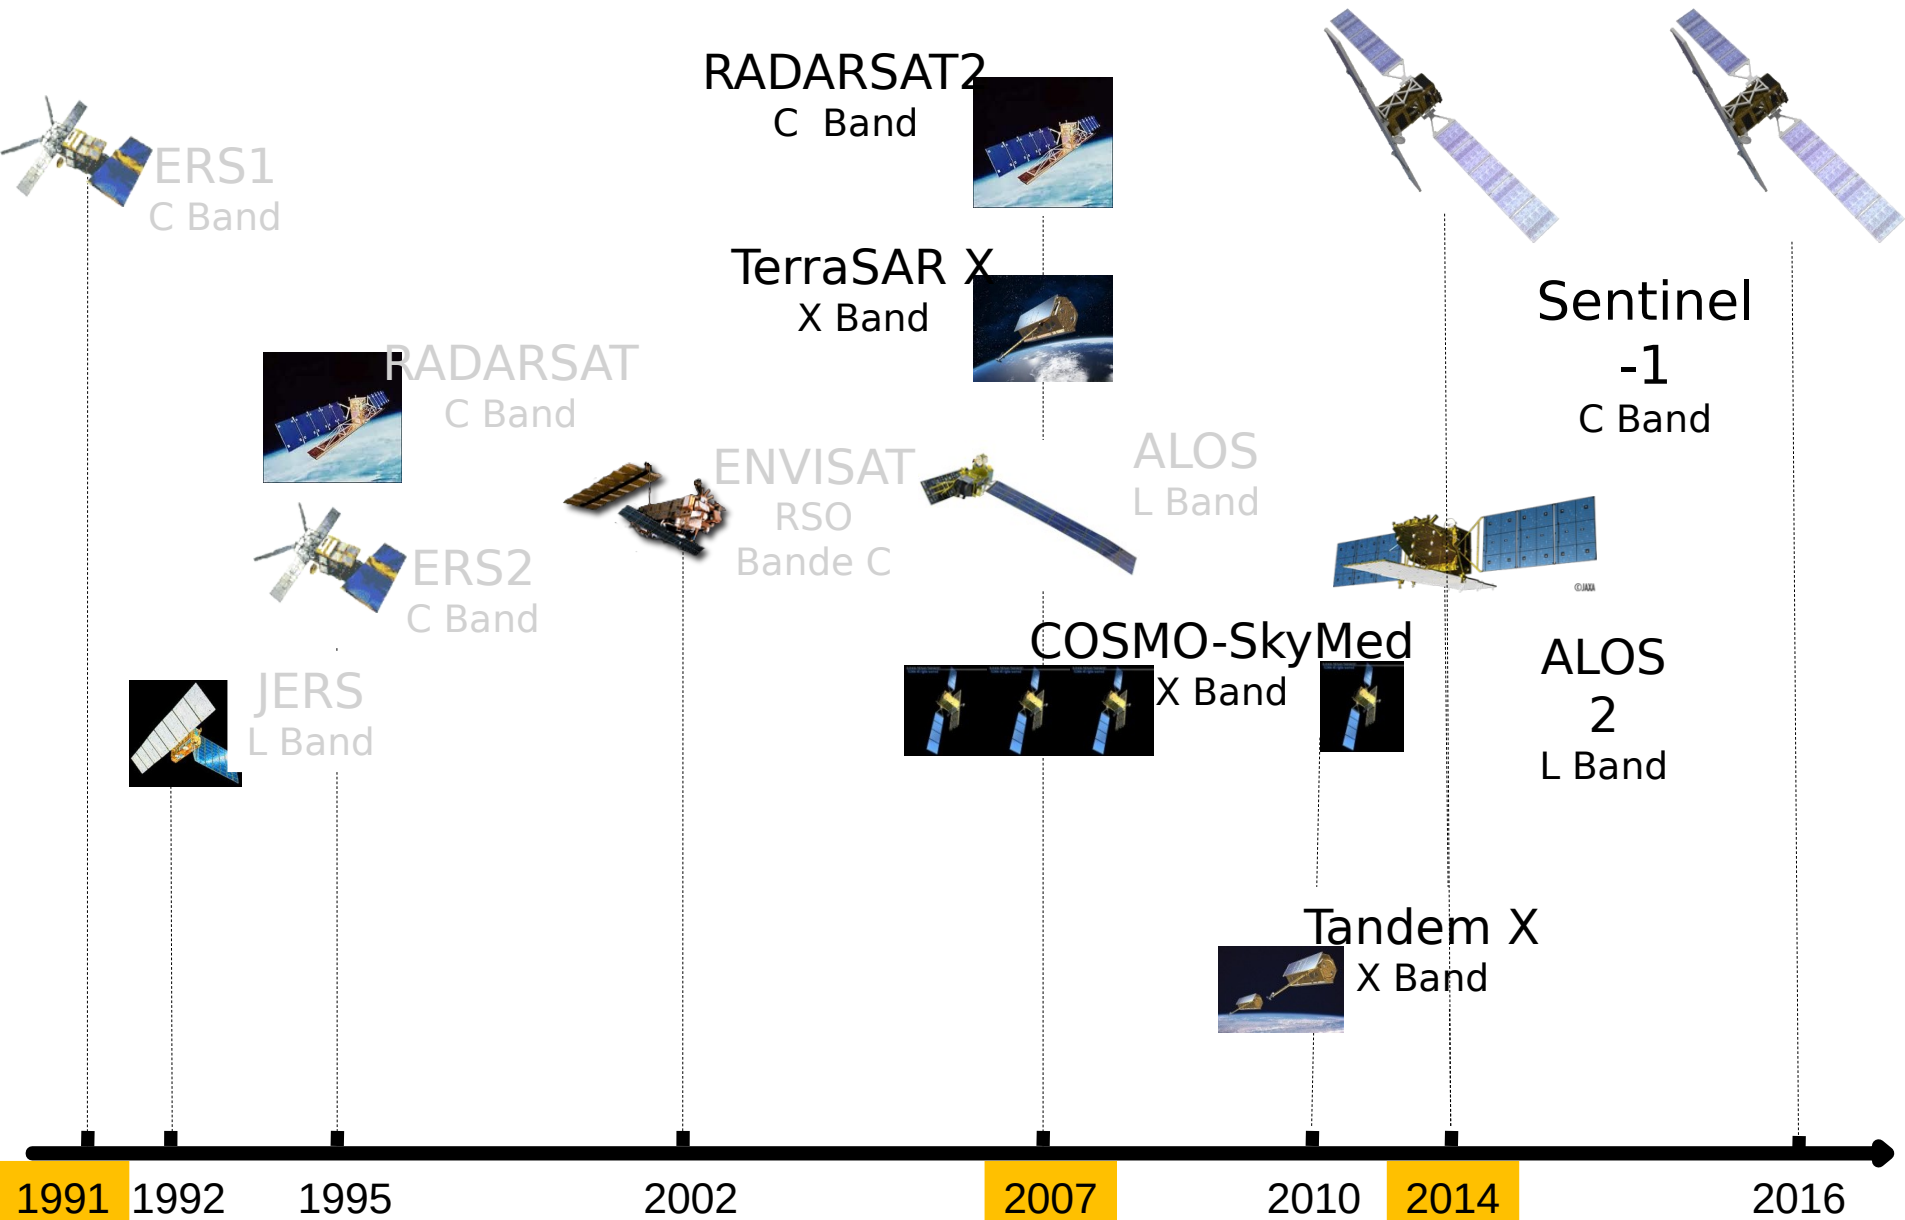 RADARSAT2
C  Band
ERS1
C Band
TerraSAR X
X Band
Sentinel
-1
C Band
RADARSAT
C Band
ENVISAT
RSO
Bande C
ALOS
L Band
ERS2
C Band
©JAXA
COSMO-SkyMed
X Band
ALOS
2
L Band
JERS
L Band
Tandem X
X Band
1991 1992 1995 2002 2007 2010 2014 2016